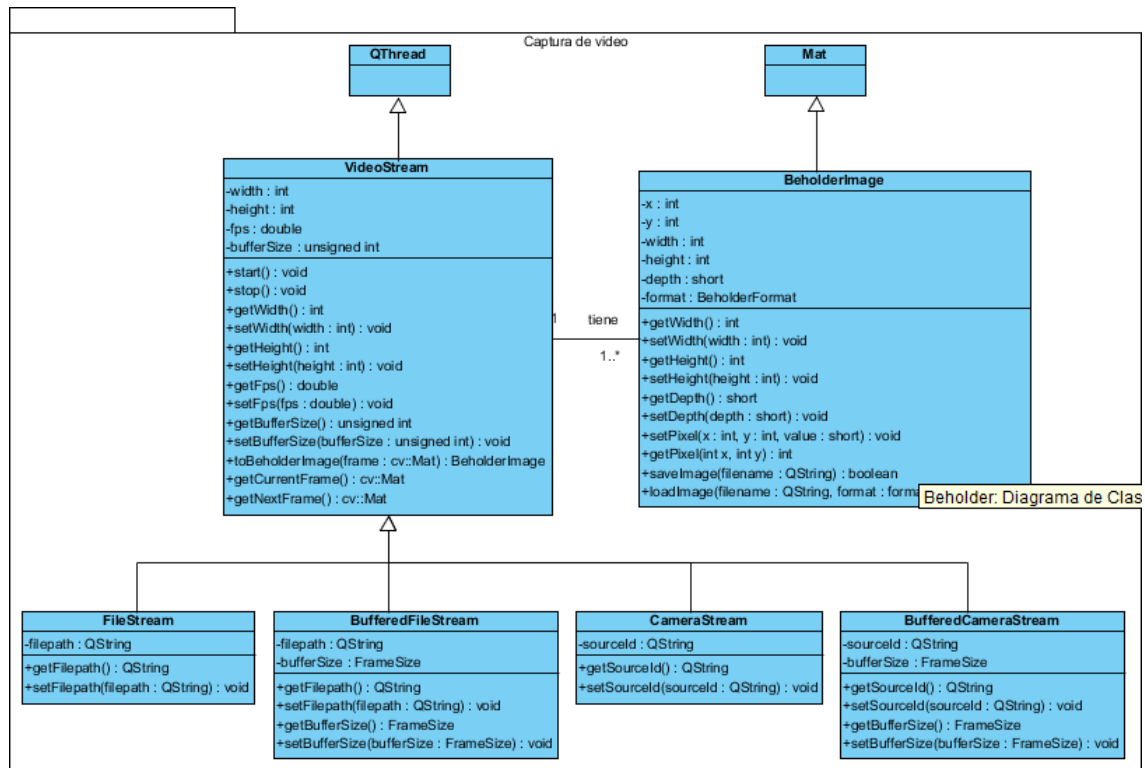 Captura de video
QThread
Mat
VideoStream
-width : int
-height : int
-fps : double
-bufferSize : unsigned int
+start() : void
+stop() : void
+getWidth() : int
+setWidth(width : int) : void
+getHeight() : int
+setHeight(height : int) : void
+getFps() : double
+setFps(fps : double) : void
+getBufferSize() : unsigned int
+setBufferSize(bufferSize : unsigned int) : void
+toBeholderImage(frame : cv::Mat) : BeholderImage
+getCurrentFrame() : cv::Mat
+getNextFrame() : cv::Mat
1 tiene
1..*
BeholderImage
-x : int
-y : int
-width : int
-height : int
-depth : short
-format : BeholderFormat
+getWidth() : int
+setWidth(width : int) : void
+getHeight() : int
+setHeight(height : int) : void
+getDepth() : short
+setDepth(depth : short) : void
+setPixel(x : int, y : int, value : short) : void
+getPixel(int x, int y) : int
+saveImage(filename : QString) : boolean
+loadImage(filename : QString, format : forma
Beholder: Diagrama de Clas
FileStream
-filepath : QString
+getFilepath() : QString
+setFilepath(filepath : QString) : void
BufferedFileStream
-filepath : QString
-bufferSize : FrameSize
+getFilepath() : QString
+setFilepath(filepath : QString) : void
+getBufferSize() : FrameSize
+setBufferSize(bufferSize : FrameSize) : void
CameraStream
-sourceId : QString
+getSourceId() : QString
+setSourceId(sourceId : QString) : void
BufferedCameraStream
-sourceId : QString
-bufferSize : FrameSize
+getSourceId() : QString
+setSourceId(sourceId : QString) : void
+getBufferSize() : FrameSize
+setBufferSize(bufferSize : FrameSize) : void